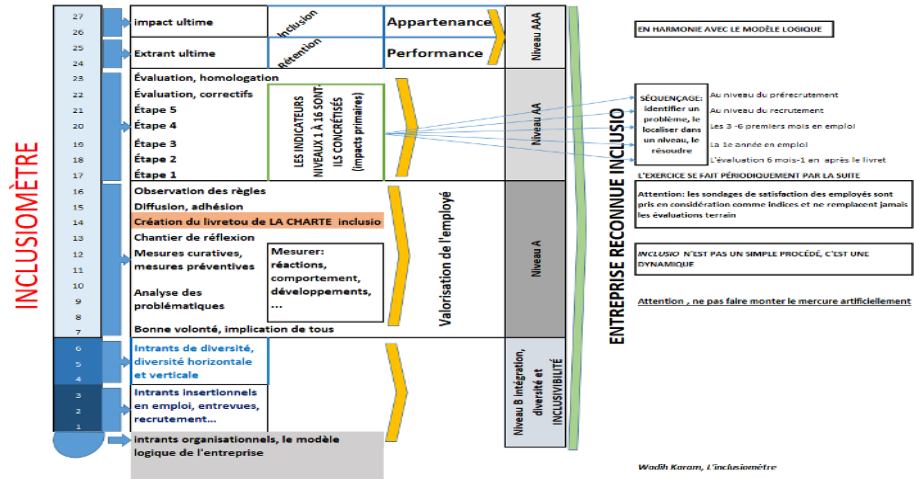 INCLUSIOMÈTRE
27
26
25
24
23
22
21
20
19
18
17
16
15
14
13
12
11
10
9
8
7
6
5
4
3
2
1
impact ultime
Extrant ultime
Inclusion
Rétention
Appartenance
Performance
Évaluation, homologation
Évaluation, correctifs
Étape 5
Étape 4
Étape 3
Étape 2
Étape 1
LES INDICATEURS
NIVEAUX 1 À 16 SONT-
ILS CONCRÉTISÉS
(impacts primaires)
Observation des règles
Diffusion, adhésion
Création du livretou de LA CHARTE inclusio
Chantier de réflexion
Mesures curatives,
mesures préventives
Analyse des
problématiques
Bonne volonté, implication de tous
Mesurer:
réactions,
comportement,
développements,
...
Intrants de diversité,
diversité horizontale
et verticale
Intrants insertionnels
en emploi, entrevues,
recrutement...
intrants organisationnels, le modèle
logique de l'entreprise
Valorisation de l'employé
Niveau AAA
Niveau AA
Niveau A
Niveau B intégration,
diversité et
INCLUSIVIBILITÉ
ENTREPRISE RECONNUE INCLUSIO
EN HARMONIE AVEC LE MODÈLE LOGIQUE
SÉQUENÇAGE:
identifier un
problème, le
localiser dans
un niveau, le
résoudre
Au niveau du prérecrutement
Au niveau du recrutement
Les 3 -6 premiers mois en emploi
La 1e année en emploi
L'évaluation 6 mois-1 an après le livret
L'EXERCICE SE FAIT PÉRIODIQUEMENT PAR LA SUITE
Attention: les sondages de satisfaction des employés sont
pris en considération comme indices et ne remplacent jamais
les évaluations terrain
INCLUSIO N'EST PAS UN SIMPLE PROCÉDÉ, C'EST UNE
DYNAMIQUE
Attention , ne pas faire monter le mercure artificiellement
Wadih Karam, L'inclusiomètre